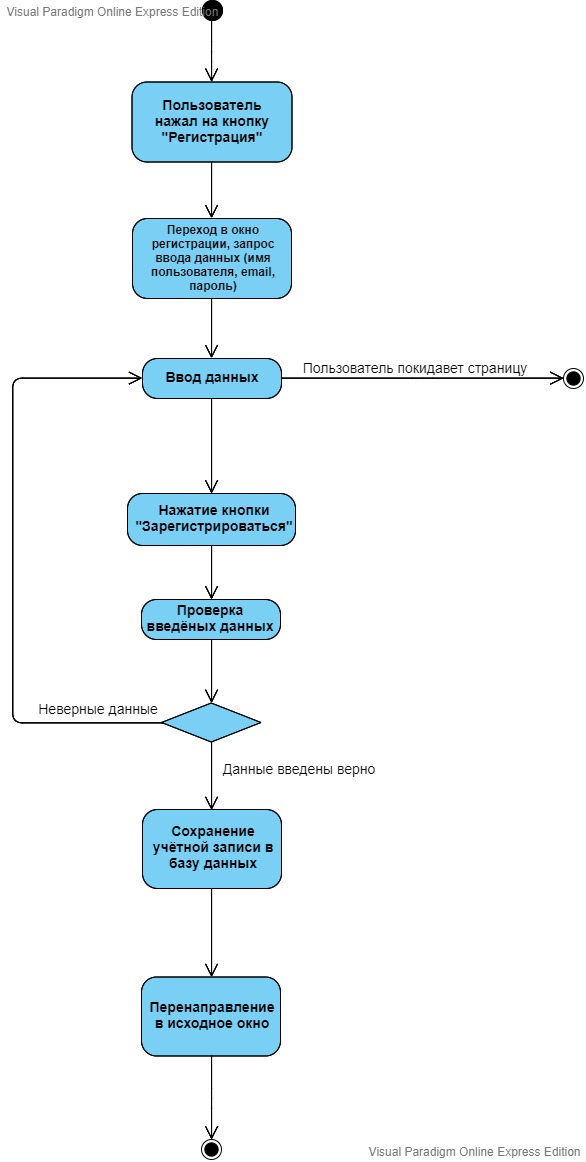 Visual Paradigm Online Express Edition
Пользователь
нажал на кнопку
"Регистрация"
Переход в окно
регистрации, запрос
ввода данных (имя
пользователя, email,
пароль)
Ввод данных
Пользователь покидавет страницу
Нажатие кнопки
"Зарегистрироваться"
Проверка
введёных данных
Неверные данные
Данные введены верно
Сохранение
учётной записи в
базу данных
Перенаправление
в исходное окно
Visual Paradigm Online Express Edition